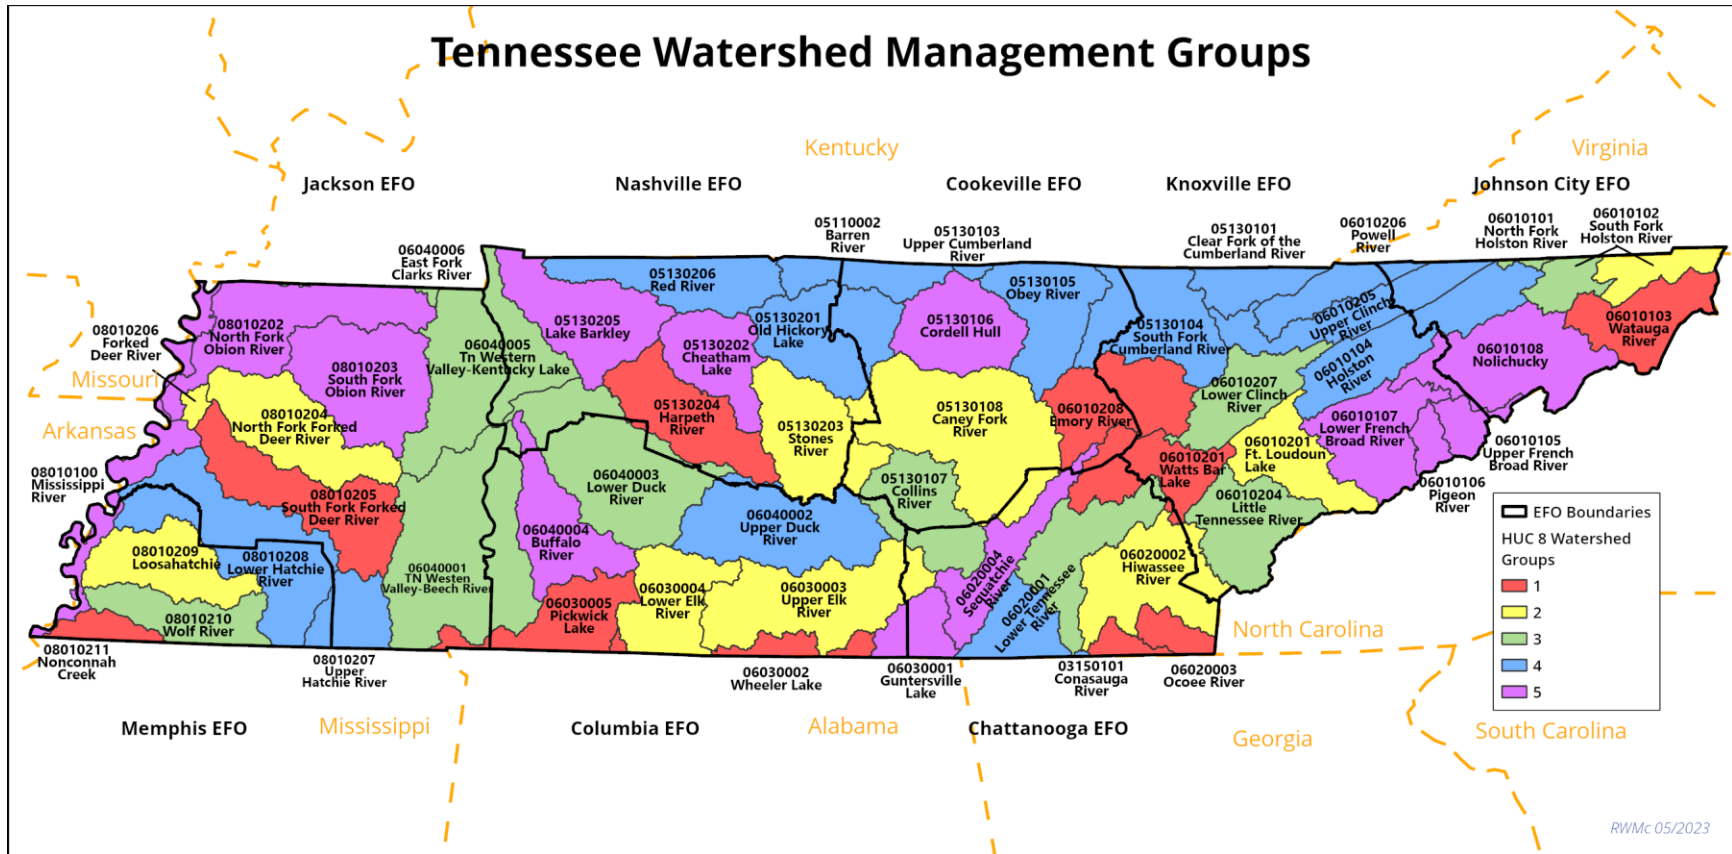 Tennessee Watershed Management Groups
Kentucky
Virginia
Jackson EFO
Nashville EFO
Cookeville EFO
Knoxville EFO
Johnson City EFO
06040006
East Fork
Clarks River
05110002
Barren
River
05130103
Upper Cumberland
River
05130101
Clear Fork of the
Cumberland River
06010206
Powell
River
06010101
North Fork
Holston River
06010102
South Fork
Holston River
08010206
Forked
Deer River
08010202
North Fork
Obion River
08010203
South Fork
Obion River
06040005
Tn Western
Valley-Kentucky Lake
05130205
Lake Barkley
05130206
Red River
05130202
Cheatham
Lake
05130201
Old Hickory
Lake
05130106
Cordell Hull
05130105
Obey River
05130104
South Fork
Cumberland River
06010205
Upper Clinch
River
06010104
Holston
River
06010108
Nolichucky
06010103
Watauga
River
Missouri
Arkansas
08010204
North Fork Forked
Deer River
05130204
Harpeth
River
05130203
Stones
River
05130108
Caney Fork
River
06010208
Emory River
06010207
Lower Clinch
River
06010107
Lower French
Broad River
06010201
Ft. Loudoun
Lake
06010105
Upper French
Broad River
06010106
Pigeon
River
08010100
Mississippi
River
08010205
South Fork Forked
Deer River
06040003
Lower Duck
River
05130107
Collins
River
06010201
Watts Bar
Lake
06010204
Little
Tennessee River
06040004
Buffalo
River
06040002
Upper Duck
River
08010209
Loosahatchie
08010208
Lower Hatchie
River
06040001
TN Westen
Valley-Beech River
06030004
Lower Elk
River
06030003
Upper Elk
River
06020004
Sequatchie
River
06020001
Lower Tennessee
River
06020002
Hiwassee
River
08010210
Wolf River
06030005
Pickwick
Lake
08010211
Nonconnah
Creek
08010207
Upper
Hatchie River
06030002
Wheeler Lake
06030001
Guntersville
Lake
03150101
Conasauga
River
06020003
Ocoee River
EFO Boundaries
HUC 8 Watershed
Groups
1
2
3
4
5
North Carolina
Memphis EFO
Mississippi
Columbia EFO
Alabama
Chattanooga EFO
Georgia
South Carolina
RWMc 05/2023